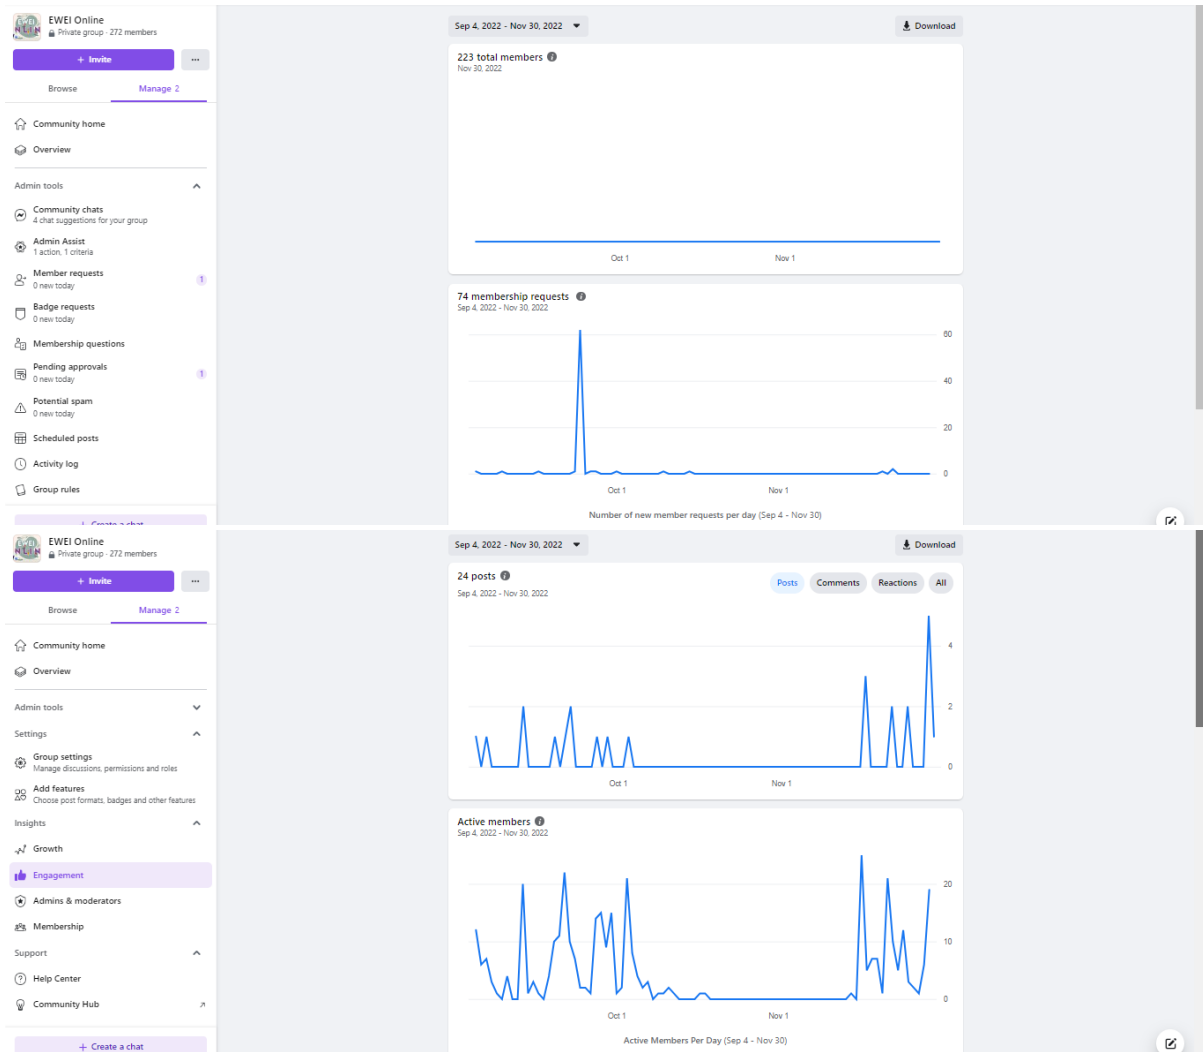 EWEI Online
Private group · 272 members
+ Invite
...
Browse
Manage 2
Community home
Overview
Admin tools
Community chats
4 chat suggestions for your group
Admin Assist
1 action, 1 criteria
Member requests
0 new today
1
Badge requests
0 new today
Membership questions
Pending approvals
0 new today
1
Potential spam
0 new today
Scheduled posts
Activity log
Group rules
+ Create a chat
Sep 4, 2022 - Nov 30, 2022
Download
223 total members
Nov 30, 2022
Oct 1
Nov 1
74 membership requests
Sep 4, 2022 - Nov 30, 2022
60
40
20
0
Oct 1
Nov 1
Number of new member requests per day (Sep 4 - Nov 30)
EWEI Online
Private group · 272 members
+ Invite
...
Browse
Manage 2
Community home
Overview
Admin tools
Settings
Group settings
Manage discussions, permissions and roles
Add features
Choose post formats, badges and other features
Insights
Growth
Engagement
Admins & moderators
Membership
Support
Help Center
Community Hub
+ Create a chat
Sep 4, 2022 - Nov 30, 2022
Download
24 posts
Sep 4, 2022 - Nov 30, 2022
Posts
Comments
Reactions
All
4
2
0
Oct 1
Nov 1
Active members
Sep 4, 2022 - Nov 30, 2022
20
10
0
Oct 1
Nov 1
Active Members Per Day (Sep 4 - Nov 30)